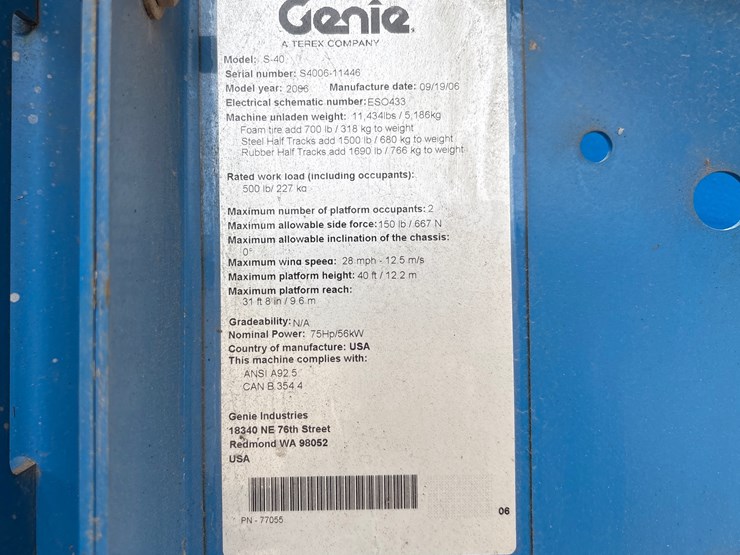 Genie
A TEREX COMPANY
Model: S-40
Serial number: S4006-11446
Model year: 2006 Manufacture date: 09/19/06
Electrical schematic number: ESO433
Machine unladen weight: 11,434lbs / 5,186kg
Foam tire add 700 lb / 318 kg to weight
Steel Half Tracks add 1500 lb / 680 kg to weight
Rubber Half Tracks add 1690 lb / 766 kg to weight
Rated work load (including occupants):
500 lb/ 227 kg
Maximum number of platform occupants: 2
Maximum allowable side force: 150 lb / 667 N
Maximum allowable inclination of the chassis:
0°
Maximum wind speed: 28 mph - 12.5 m/s
Maximum platform height: 40 ft / 12.2 m
Maximum platform reach:
31 ft 8 in / 9.6 m
Gradeability: N/A
Nominal Power: 75Hp/56kW
Country of manufacture: USA
This machine complies with:
ANSI A92.5
CAN B 354.4
Genie Industries
18340 NE 76th Street
Redmond WA 98052
USA
PN - 77055
06